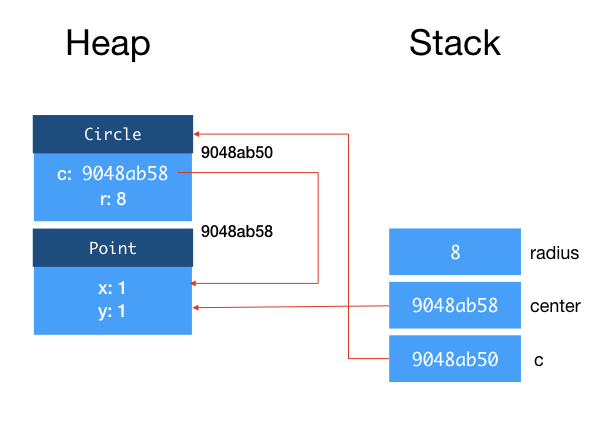 Heap
Stack
Circle
9048ab50
c: 9048ab58
r: 8
9048ab58
Point
x: 1
y: 1
8 radius
9048ab58 center
9048ab50 c